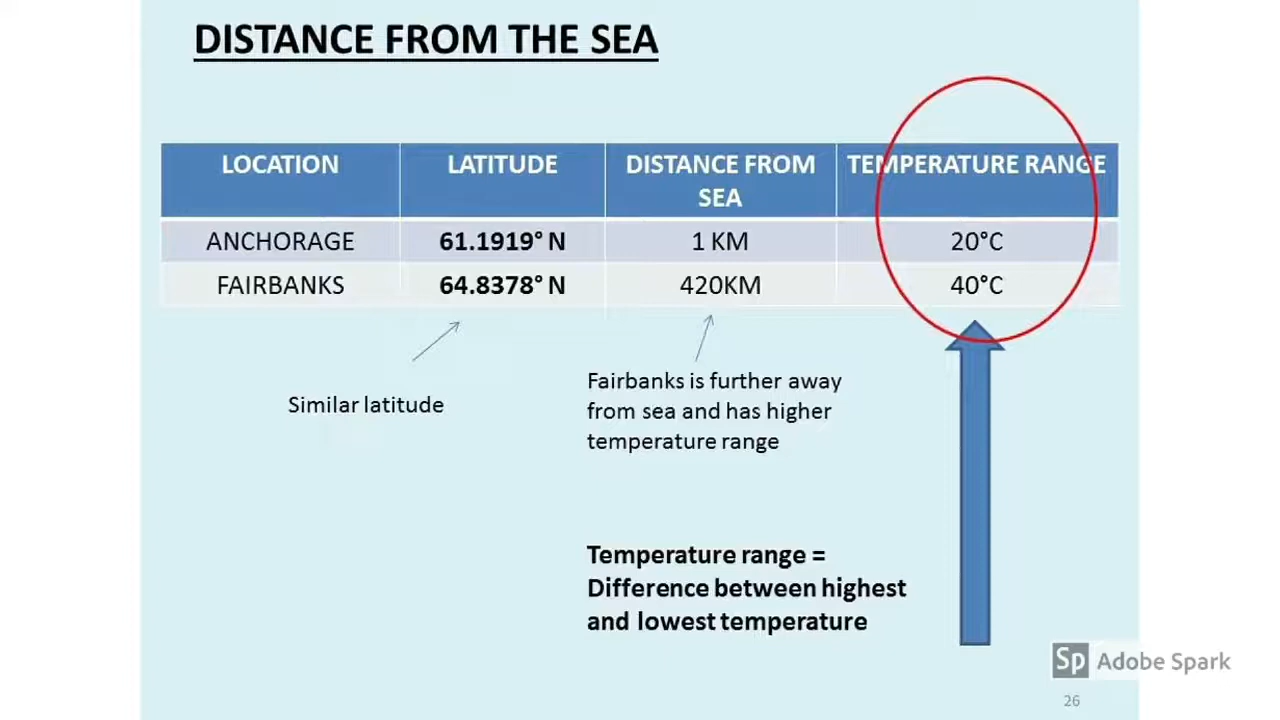 DISTANCE FROM THE SEA
LOCATION LATITUDE DISTANCE FROM SEA TEMPERATURE RANGE
ANCHORAGE 61.1919° N 1 KM 20°C
FAIRBANKS 64.8378° N 420KM 40°C
Similar latitude
Fairbanks is further away
from sea and has higher
temperature range
Temperature range =
Difference between highest
and lowest temperature
Sp Adobe Spark
26